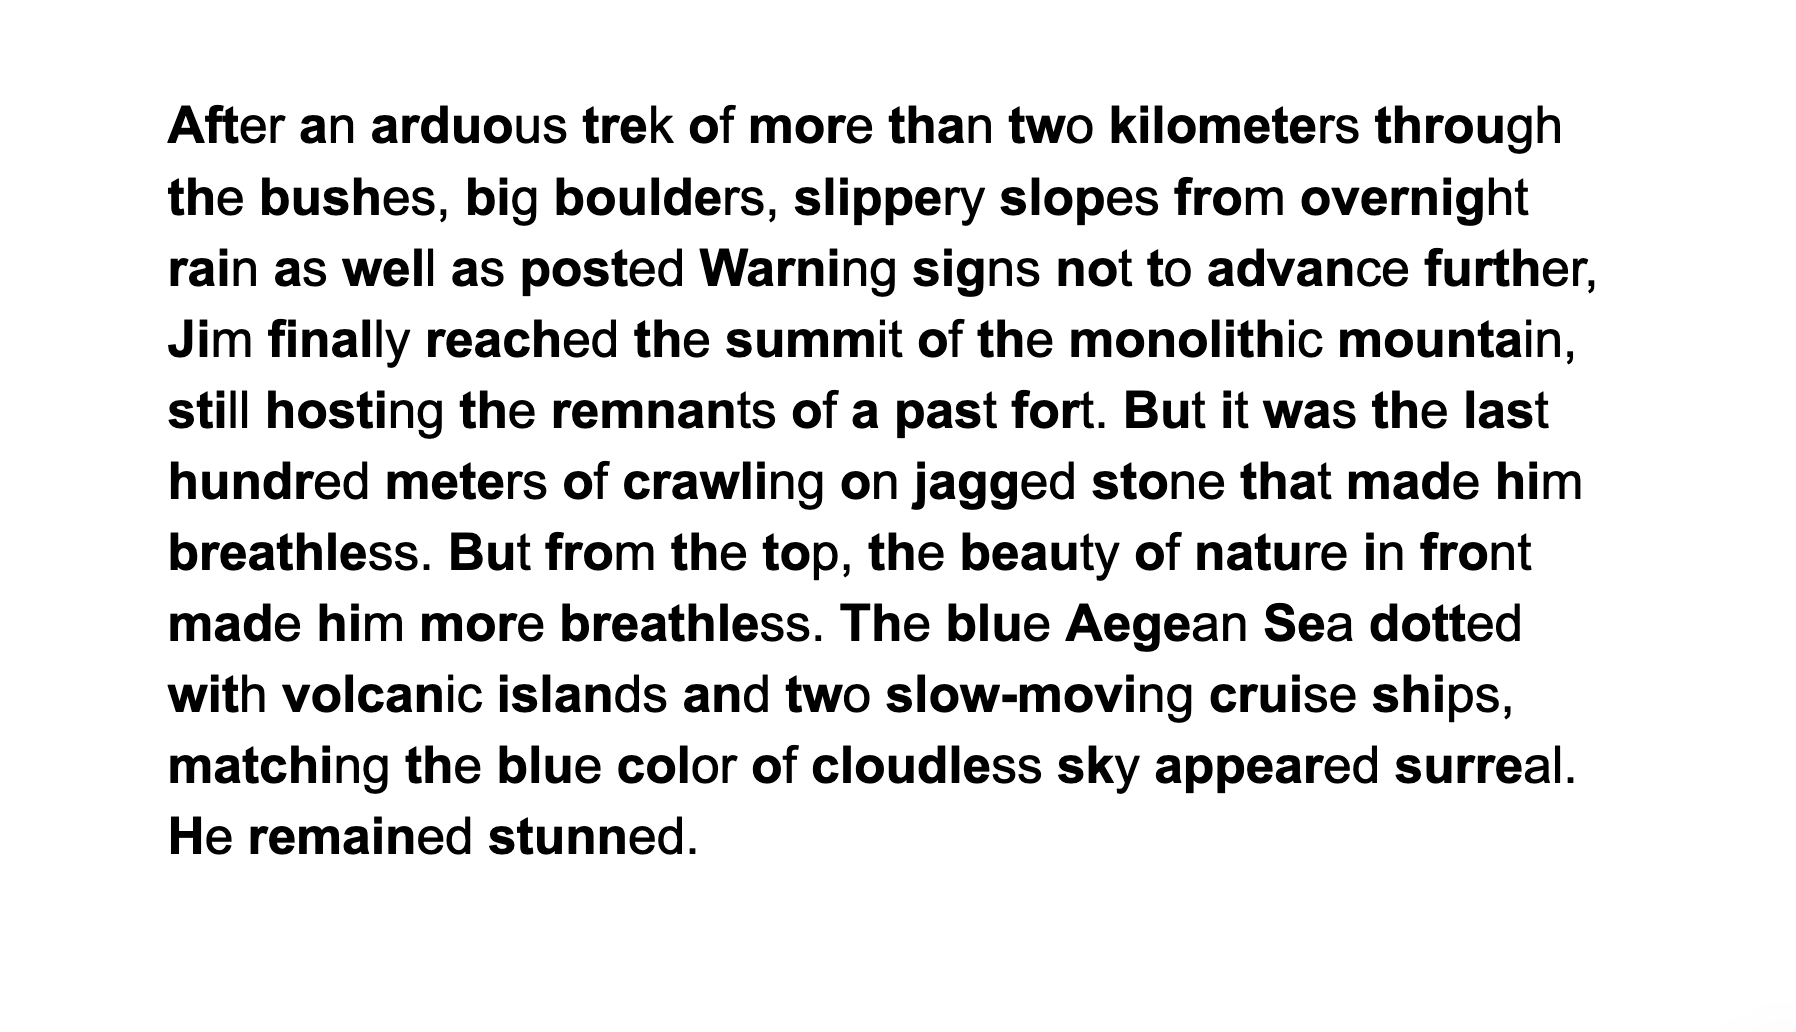 After an arduous trek of more than two kilometers through
the bushes, big boulders, slippery slopes from overnight
rain as well as posted Warning signs not to advance further,
Jim finally reached the summit of the monolithic mountain,
still hosting the remnants of a past fort. But it was the last
hundred meters of crawling on jagged stone that made him
breathless. But from the top, the beauty of nature in front
made him more breathless. The blue Aegean Sea dotted
with volcanic islands and two slow-moving cruise ships,
matching the blue color of cloudless sky appeared surreal.
He remained stunned.